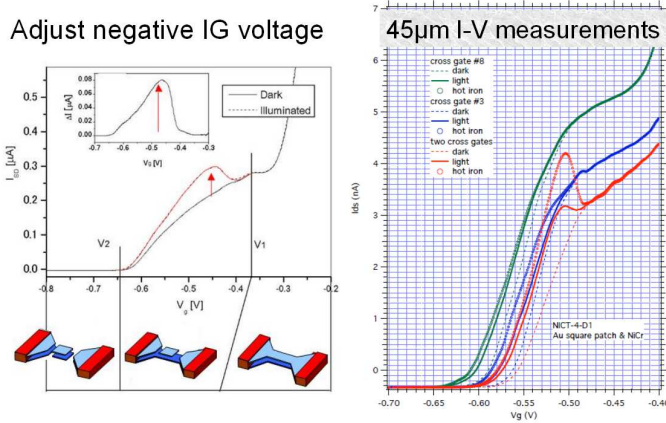 Adjust negative IG voltage
45µm I-V measurements
0.5
0.4
0.3
0.2
0.1
0.0
I_SD [µA]
-0.8
-0.7
-0.6
-0.5
-0.4
-0.3
-0.2
V_g [V]
0.08
0.06
0.04
0.02
0.00
ΔI [µA]
-0.7
-0.6
-0.5
-0.4
-0.3
V_g [V]
Dark
Illuminated
V2
V1
6
5
4
3
2
1
0
Ids (nA)
cross gate #8
dark
light
hot iron
cross gate #3
dark
light
hot iron
two cross gates
dark
light
hot iron
NiCT-4-D1
Au square patch & NiCr
-0.70
-0.65
-0.60
-0.55
-0.50
-0.45
-0.40
Vg (V)